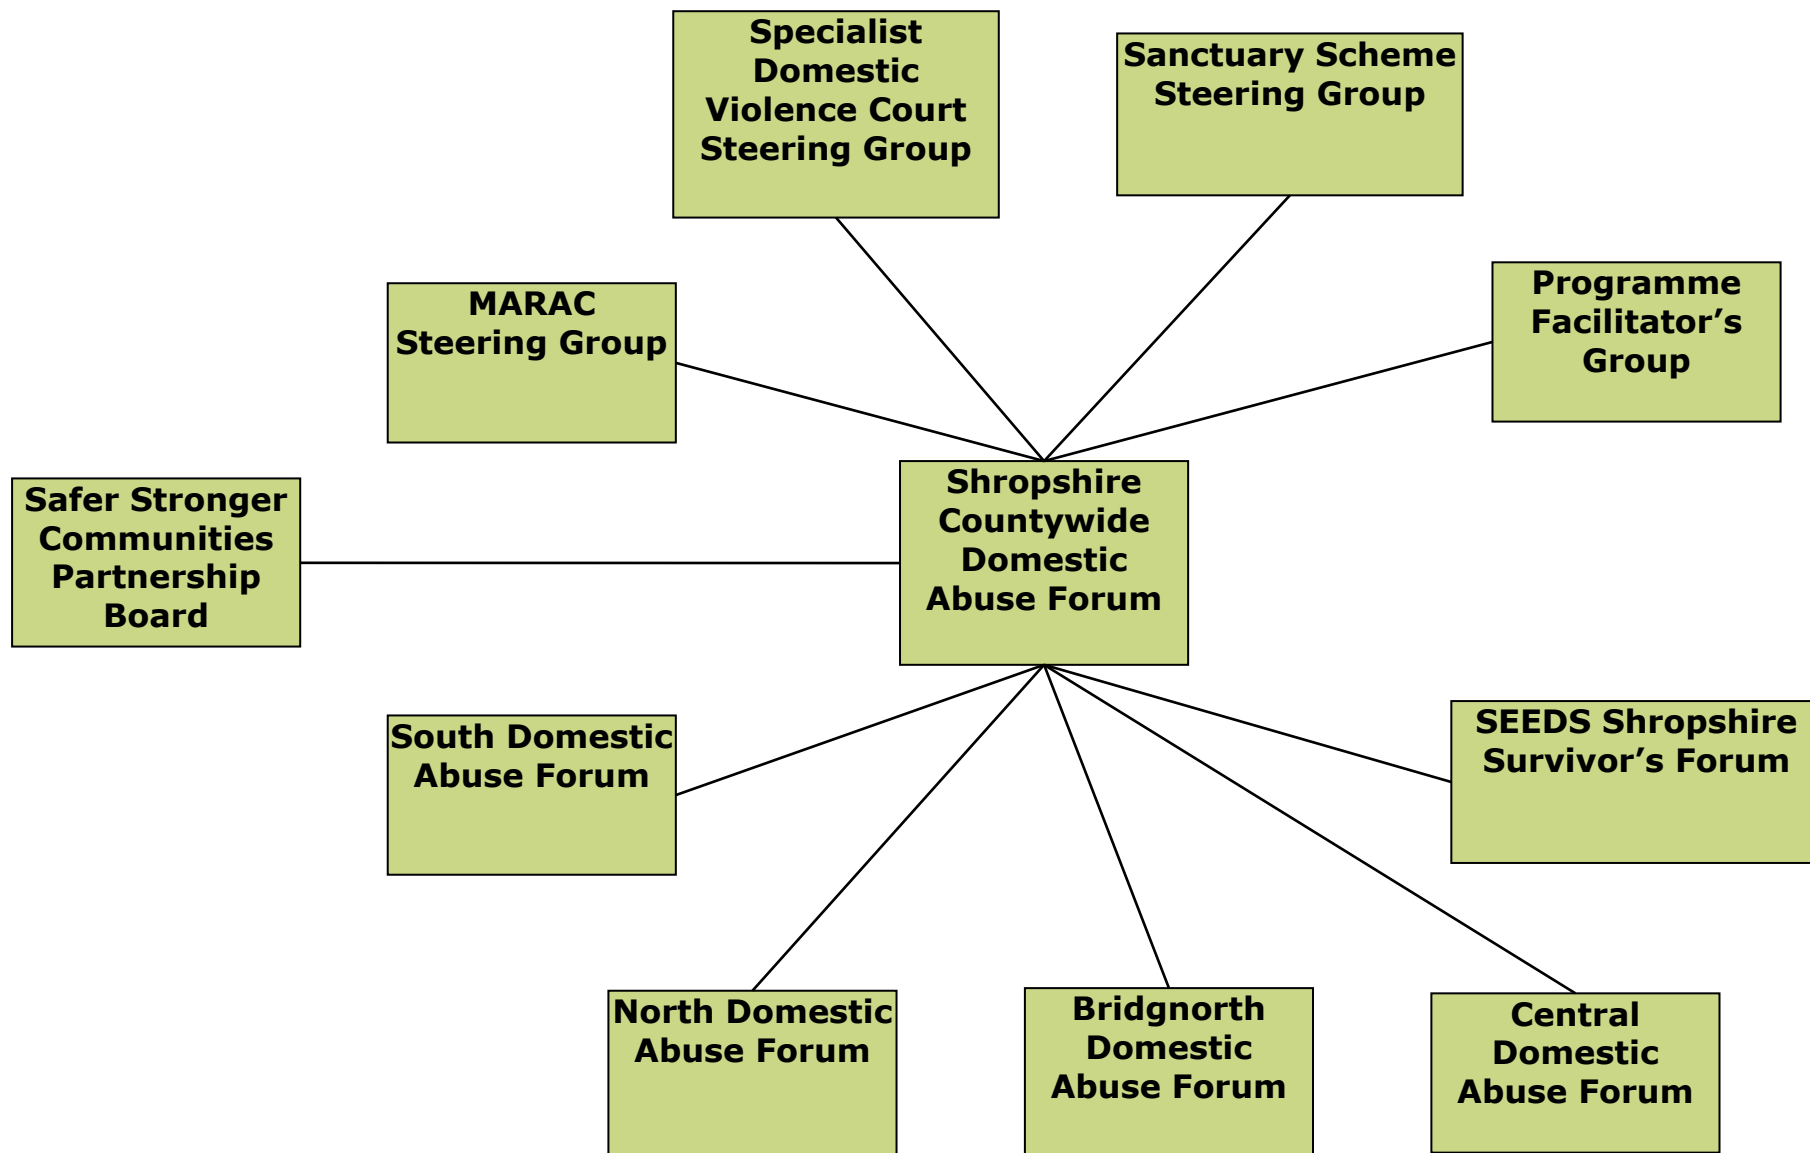 Specialist
Domestic
Violence Court
Steering Group
Sanctuary Scheme
Steering Group
MARAC
Steering Group
Programme
Facilitator’s
Group
Safer Stronger
Communities
Partnership
Board
Shropshire
Countywide
Domestic
Abuse Forum
South Domestic
Abuse Forum
SEEDS Shropshire
Survivor’s Forum
North Domestic
Abuse Forum
Bridgnorth
Domestic
Abuse Forum
Central
Domestic
Abuse Forum